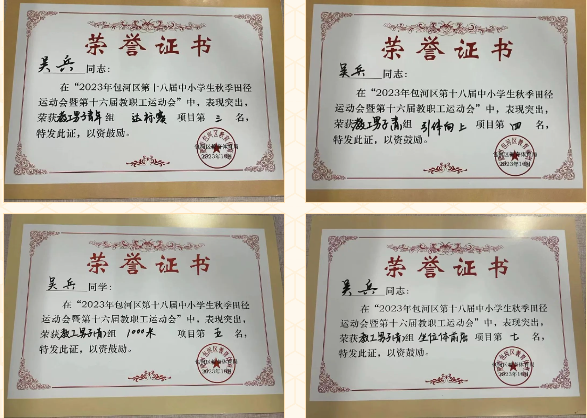 荣誉证书
吴兵 同志:
在“2023年包河区第十八届中小学生秋季田径
运动会暨第十六届教职工运动会”中，表现突出，
荣获教工男子青年组 达标赛 项目第 三 名，
特发此证，以资鼓励。
荣誉证书
吴兵 同志:
在“2023年包河区第十八届中小学生秋季田径
运动会暨第十六届教职工运动会”中，表现突出，
荣获教工男子青组 引体向上 项目第 四 名，
特发此证，以资鼓励。
荣誉证书
吴兵 同学:
在“2023年包河区第十八届中小学生秋季田径
运动会暨第十六届教职工运动会”中，表现突出，
荣获教工男子青组 1000米 项目第 五 名，
特发此证，以资鼓励。
荣誉证书
吴兵 同志:
在“2023年包河区第十八届中小学生秋季田径
运动会暨第十六届教职工运动会”中，表现突出，
荣获教工男子青组 坐位体前屈 项目第 七 名，
特发此证，以资鼓励。